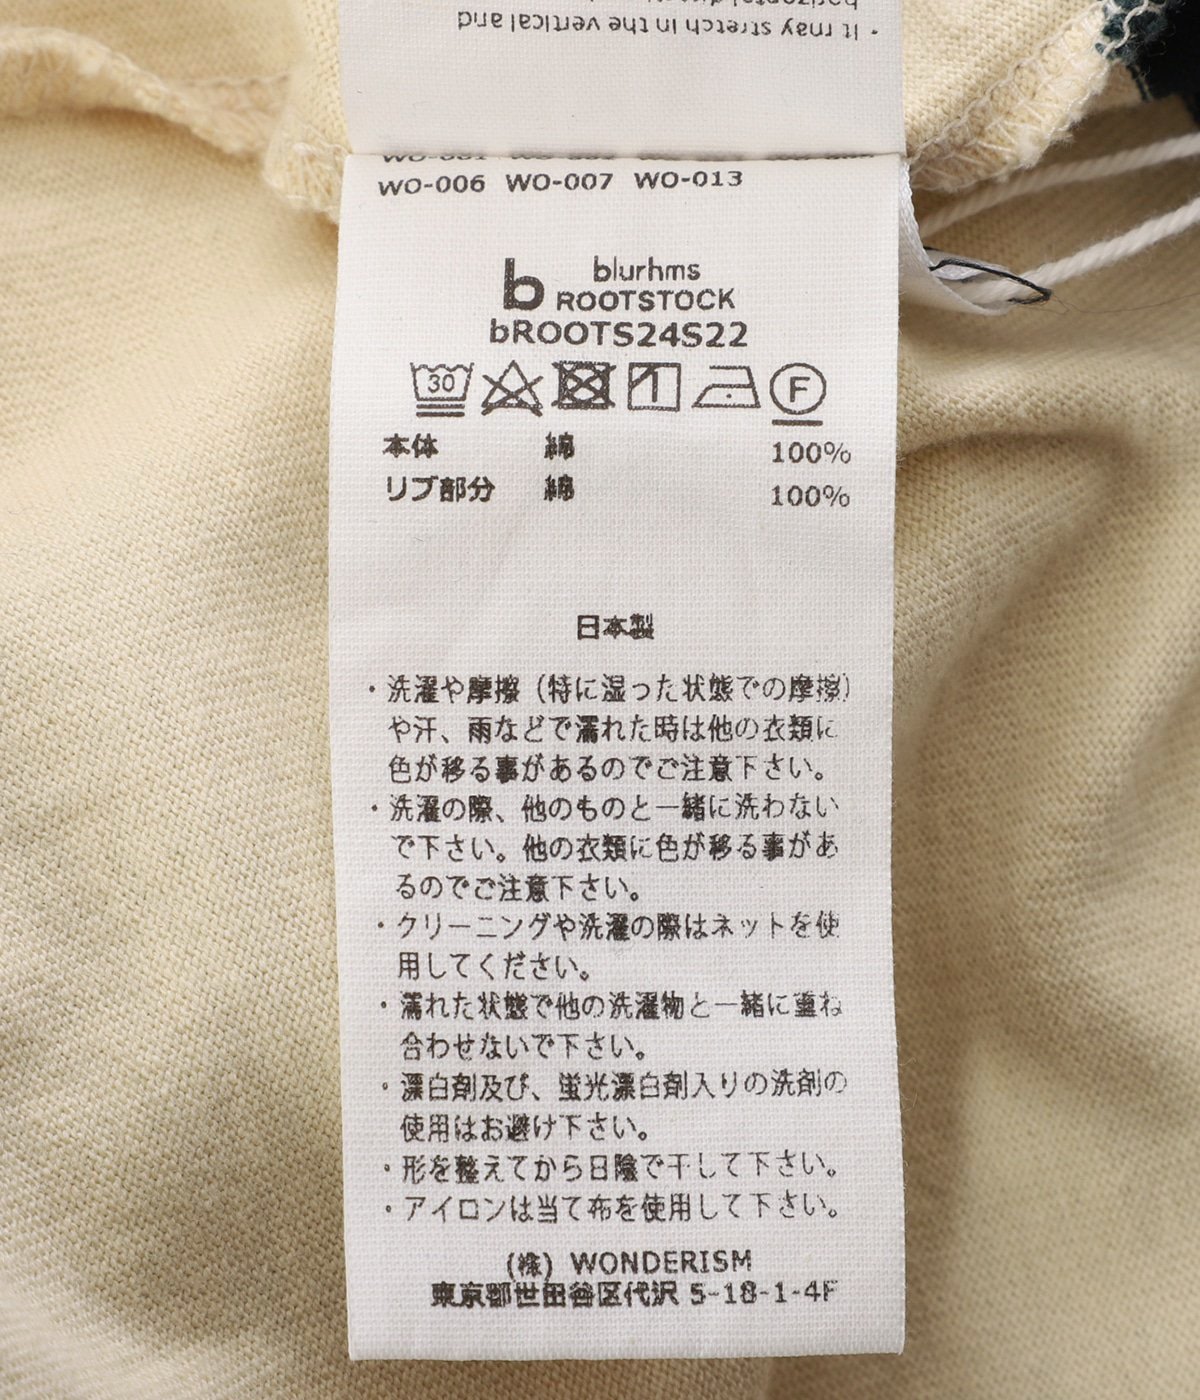 · It may stretch in the vertical and
WO-006 WO-007 WO-013
b blurhms
ROOTSTOCK
bROOTS24S22
30 F
本体 綿 100%
リブ部分 綿 100%
日本製
・洗濯や摩擦（特に湿った状態での摩擦）
や汗、雨などで濡れた時は他の衣類に
色が移る事があるのでご注意下さい。
・洗濯の際、他のものと一緒に洗わない
で下さい。他の衣類に色が移る事があ
るのでご注意下さい。
・クリーニングや洗濯の際はネットを使
用してください。
・濡れた状態で他の洗濯物と一緒に重ね
合わせないで下さい。
・漂白剤及び、蛍光漂白剤入りの洗剤の
使用はお避け下さい。
・形を整えてから日陰で干して下さい。
・アイロンは当て布を使用して下さい。
(株) WONDERISM
東京都世田谷区代沢 5-18-1-4F